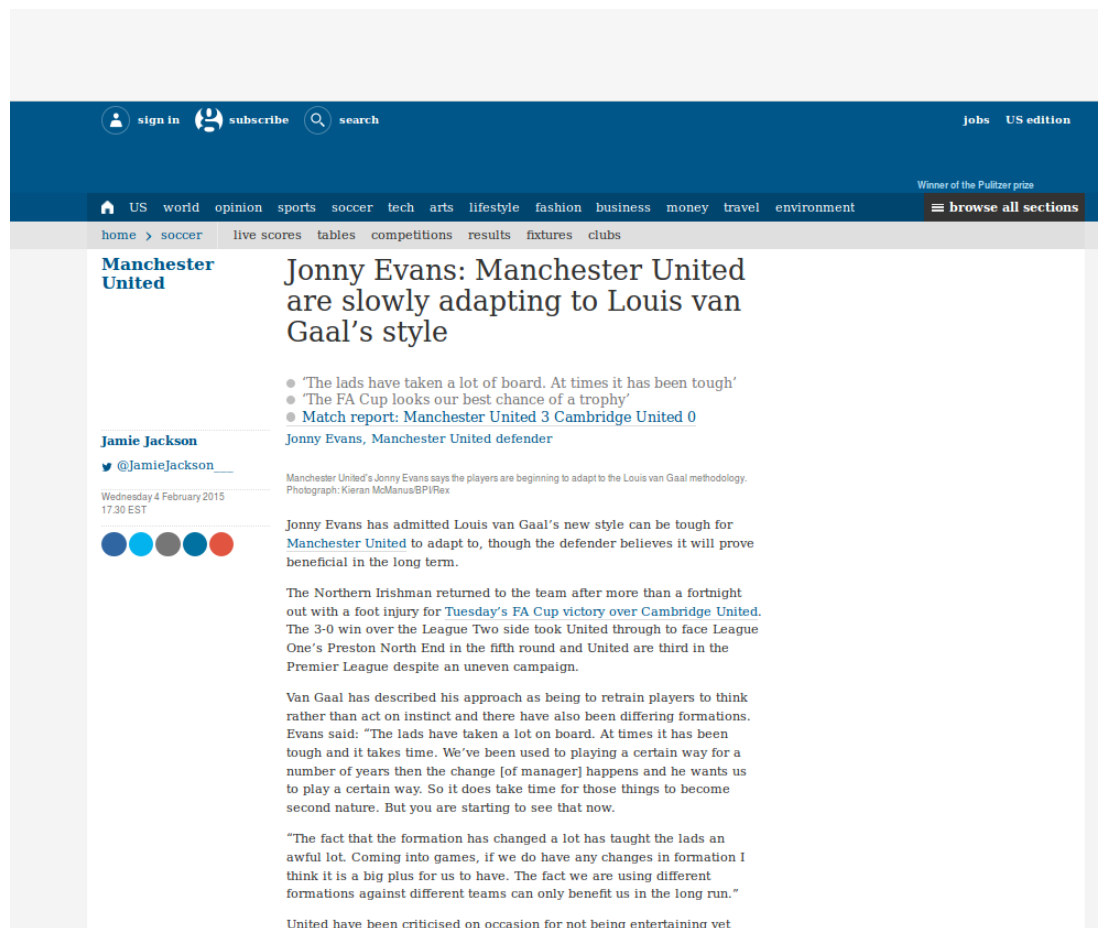 sign in subscribe search jobs US edition
Winner of the Pulitzer prize
US world opinion sports soccer tech arts lifestyle fashion business money travel environment browse all sections
home › soccer live scores tables competitions results fixtures clubs
Manchester
United
Jonny Evans: Manchester United
are slowly adapting to Louis van
Gaal’s style
‘The lads have taken a lot of board. At times it has been tough’
‘The FA Cup looks our best chance of a trophy’
Match report: Manchester United 3 Cambridge United 0
Jamie Jackson
@JamieJackson___
Wednesday 4 February 2015
17.30 EST
Jonny Evans, Manchester United defender
Manchester United's Jonny Evans says the players are beginning to adapt to the Louis van Gaal methodology.
Photograph: Kieran McManus/BPI/Rex
Jonny Evans has admitted Louis van Gaal’s new style can be tough for
Manchester United to adapt to, though the defender believes it will prove
beneficial in the long term.
The Northern Irishman returned to the team after more than a fortnight
out with a foot injury for Tuesday’s FA Cup victory over Cambridge United.
The 3-0 win over the League Two side took United through to face League
One’s Preston North End in the fifth round and United are third in the
Premier League despite an uneven campaign.
Van Gaal has described his approach as being to retrain players to think
rather than act on instinct and there have also been differing formations.
Evans said: “The lads have taken a lot on board. At times it has been
tough and it takes time. We’ve been used to playing a certain way for a
number of years then the change [of manager] happens and he wants us
to play a certain way. So it does take time for those things to become
second nature. But you are starting to see that now.
“The fact that the formation has changed a lot has taught the lads an
awful lot. Coming into games, if we do have any changes in formation I
think it is a big plus for us to have. The fact we are using different
formations against different teams can only benefit us in the long run.”
United have been criticised on occasion for not being entertaining yet